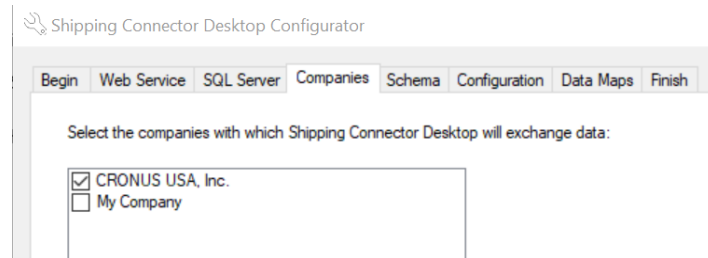 Shipping Connector Desktop Configurator
Begin Web Service SQL Server Companies Schema Configuration Data Maps Finish
Select the companies with which Shipping Connector Desktop will exchange data:
CRONUS USA, Inc.
My Company